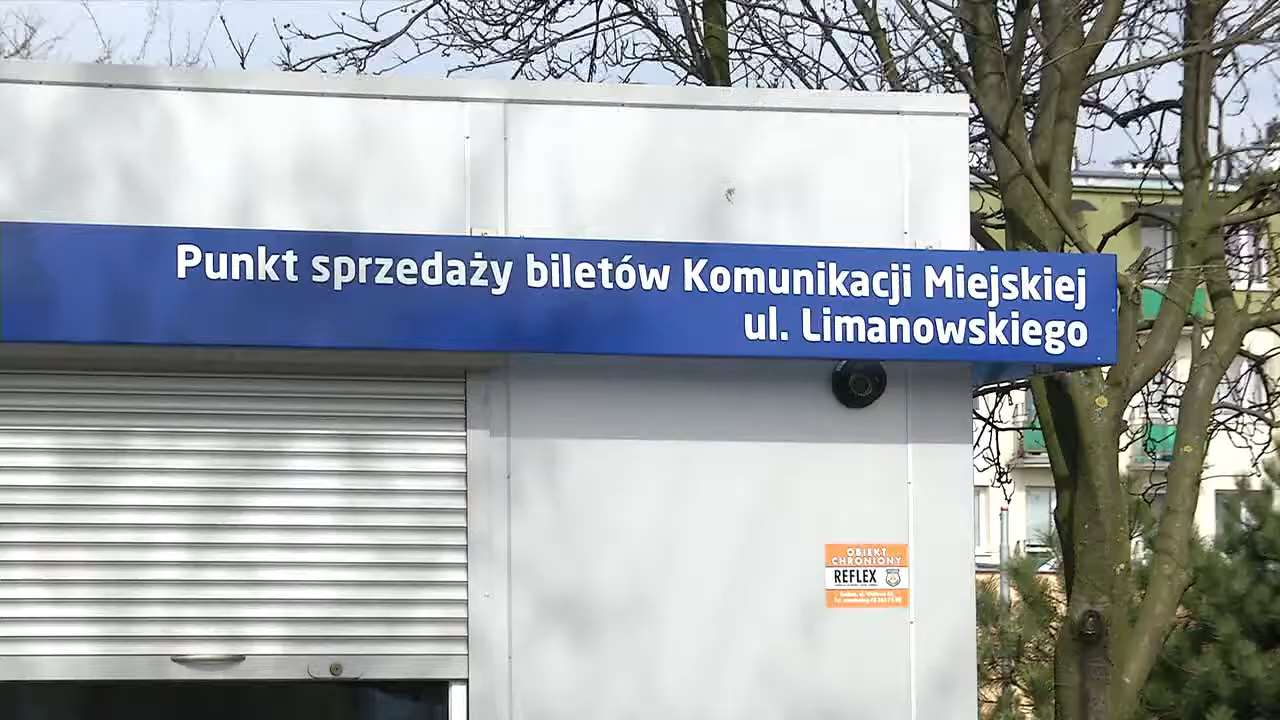 Punkt sprzedaży biletów Komunikacji Miejskiej
ul. Limanowskiego
OBIEKT
CHRONIONY
REFLEX